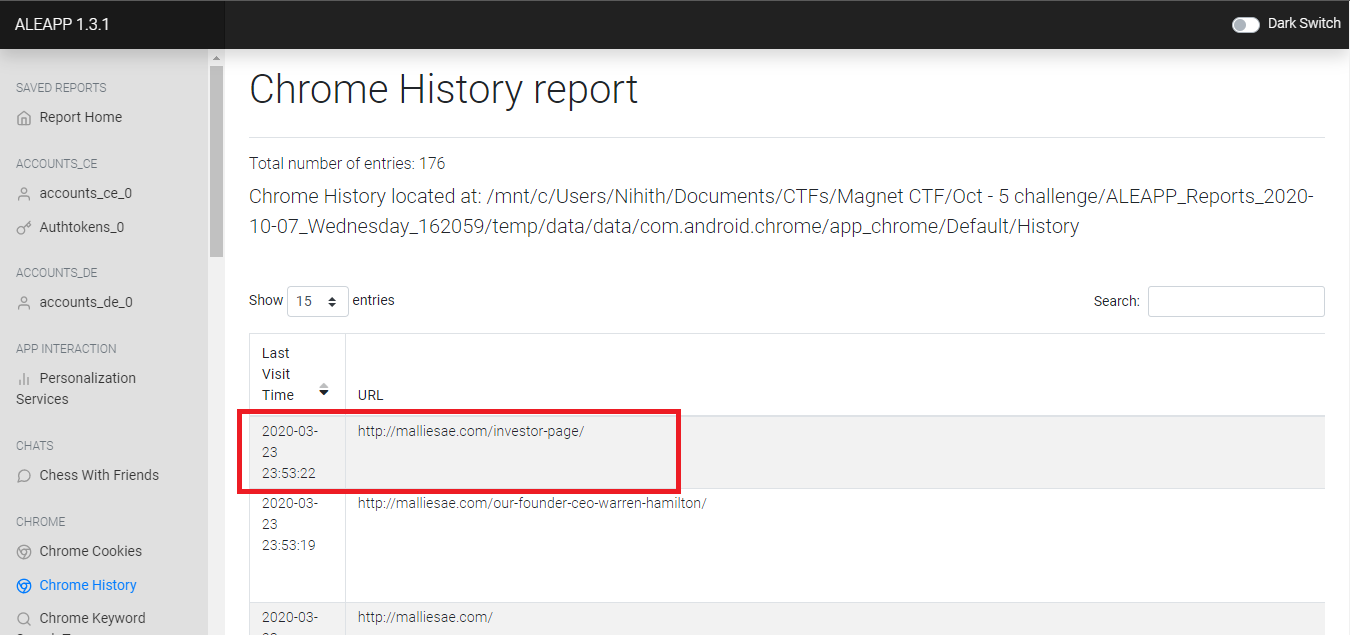 ALEAPP 1.3.1
Dark Switch
SAVED REPORTS
Report Home
ACCOUNTS_CE
accounts_ce_0
Authtokens_0
ACCOUNTS_DE
accounts_de_0
APP INTERACTION
Personalization
Services
CHATS
Chess With Friends
CHROME
Chrome Cookies
Chrome History
Chrome Keyword
Chrome History report
Total number of entries: 176
Chrome History located at: /mnt/c/Users/Nihith/Documents/CTFs/Magnet CTF/Oct - 5 challenge/ALEAPP_Reports_2020-
10-07_Wednesday_162059/temp/data/data/com.android.chrome/app_chrome/Default/History
Show 15 entries
Search:
Last
Visit
Time
URL
2020-03-
23
23:53:22
http://malliesae.com/investor-page/
2020-03-
23
23:53:19
http://malliesae.com/our-founder-ceo-warren-hamilton/
2020-03-
http://malliesae.com/